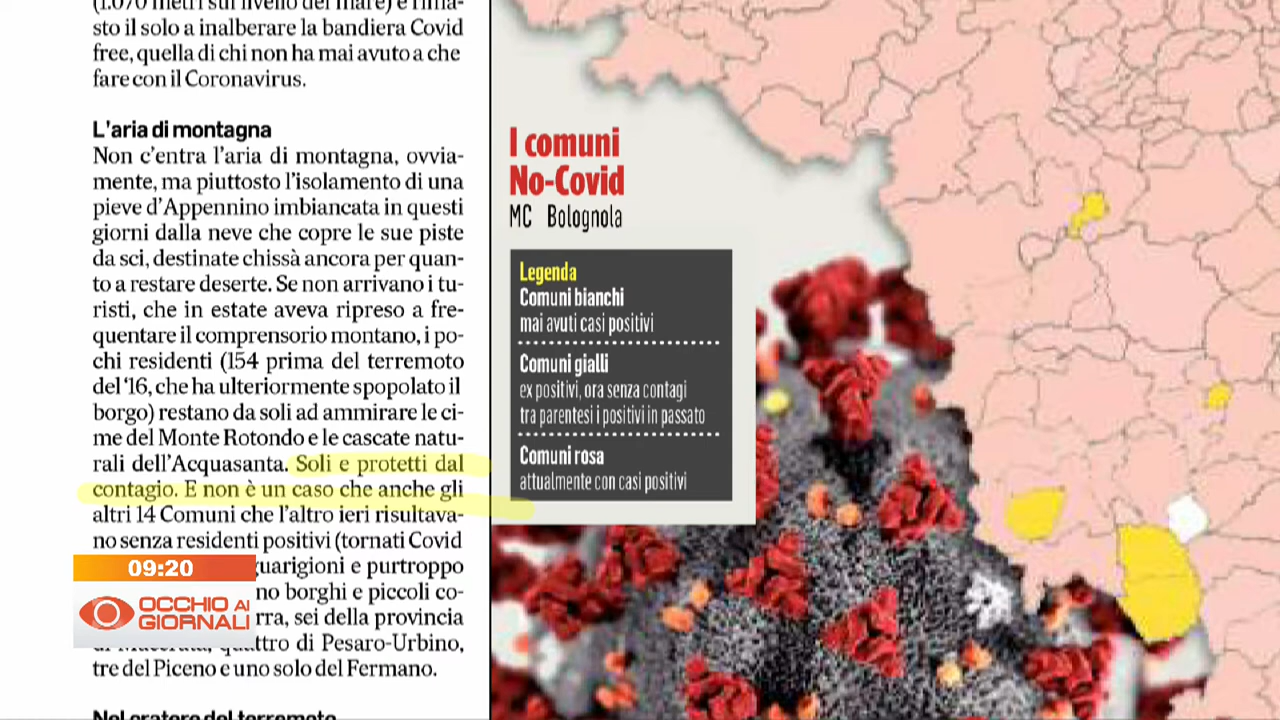 (1.070 metri sul livello del mare) è rima-
sto il solo a inalberare la bandiera Covid
free, quella di chi non ha mai avuto a che
fare con il Coronavirus.
L'aria di montagna
Non c'entra l'aria di montagna, ovvia-
mente, ma piuttosto l'isolamento di una
pieve d'Appennino imbiancata in questi
giorni dalla neve che copre le sue piste
da sci, destinate chissà ancora per quan-
to a restare deserte. Se non arrivano i tu-
risti, che in estate aveva ripreso a fre-
quentare il comprensorio montano, i po-
chi residenti (154 prima del terremoto
del '16, che ha ulteriormente spopolato il
borgo) restano da soli ad ammirare le ci-
me del Monte Rotondo e le cascate natu-
rali dell'Acquasanta. Soli e protetti dal
contagio. E non è un caso che anche gli
altri 14 Comuni che l'altro ieri risultava-
no senza residenti positivi (tornati Covid
guarigioni e purtroppo
no borghi e piccoli co-
rra, sei della provincia
di Macerata, quattro di Pesaro-Urbino,
tre del Piceno e uno solo del Fermano.
Nel cratere del terremoto
I comuni
No-Covid
MC Bolognola
Legenda
Comuni bianchi
mai avuti casi positivi
Comuni gialli
ex positivi, ora senza contagi
tra parentesi i positivi in passato
Comuni rosa
attualmente con casi positivi
09:20
OCCHIO AI
GIORNALI